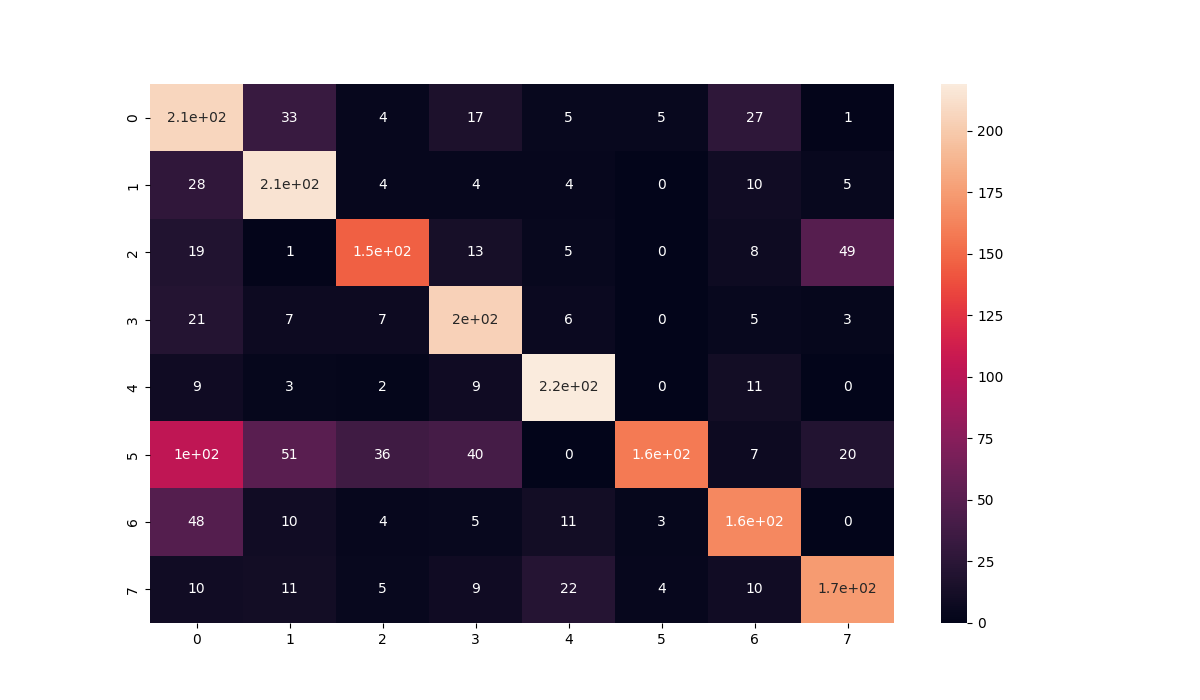 0 2.1e+02 33 4 17 5 5 27 1
1 28 2.1e+02 4 4 4 0 10 5
2 19 1 1.5e+02 13 5 0 8 49
3 21 7 7 2e+02 6 0 5 3
4 9 3 2 9 2.2e+02 0 11 0
5 1e+02 51 36 40 0 1.6e+02 7 20
6 48 10 4 5 11 3 1.6e+02 0
7 10 11 5 9 22 4 10 1.7e+02
0 1 2 3 4 5 6 7
200
175
150
125
100
75
50
25
0